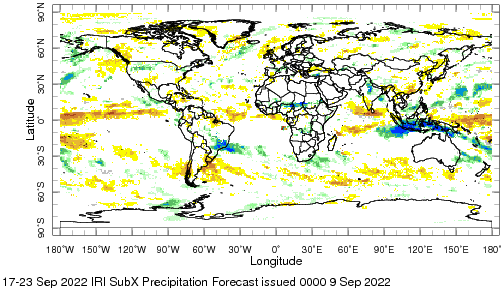 90°N
60°N
30°N
0°
30°S
60°S
90°S
Latitude
180°W 150°W 120°W 90°W 60°W 30°W 0° 30°E 60°E 90°E 120°E 150°E 180°E
Longitude
17-23 Sep 2022 IRI SubX Precipitation Forecast issued 0000 9 Sep 2022